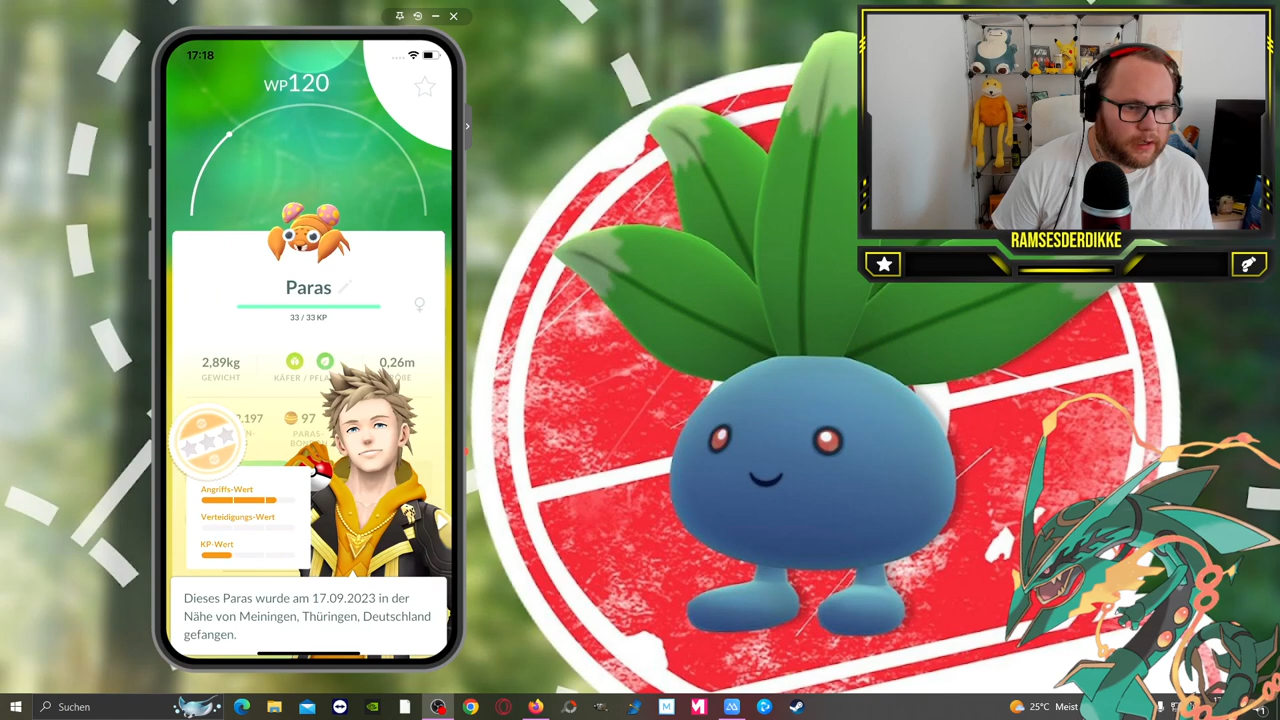 17:18
WP120
Paras
33 / 33 KP
2,89kg
GEWICHT
KÄFER /
0,26m
97
Angriffs-Wert
Verteidigungs-Wert
KP-Wert
Dieses Paras wurde am 17.09.2023 in der
Nähe von Meiningen, Thüringen, Deutschland
gefangen.
RAMSESDERDIKKE
Suchen
25°C